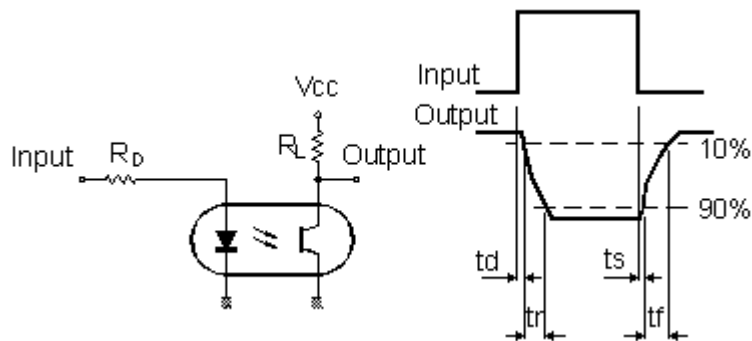 Input
RD
Vcc
RL
Output
Input
Output
10%
90%
td
ts
tr
tf